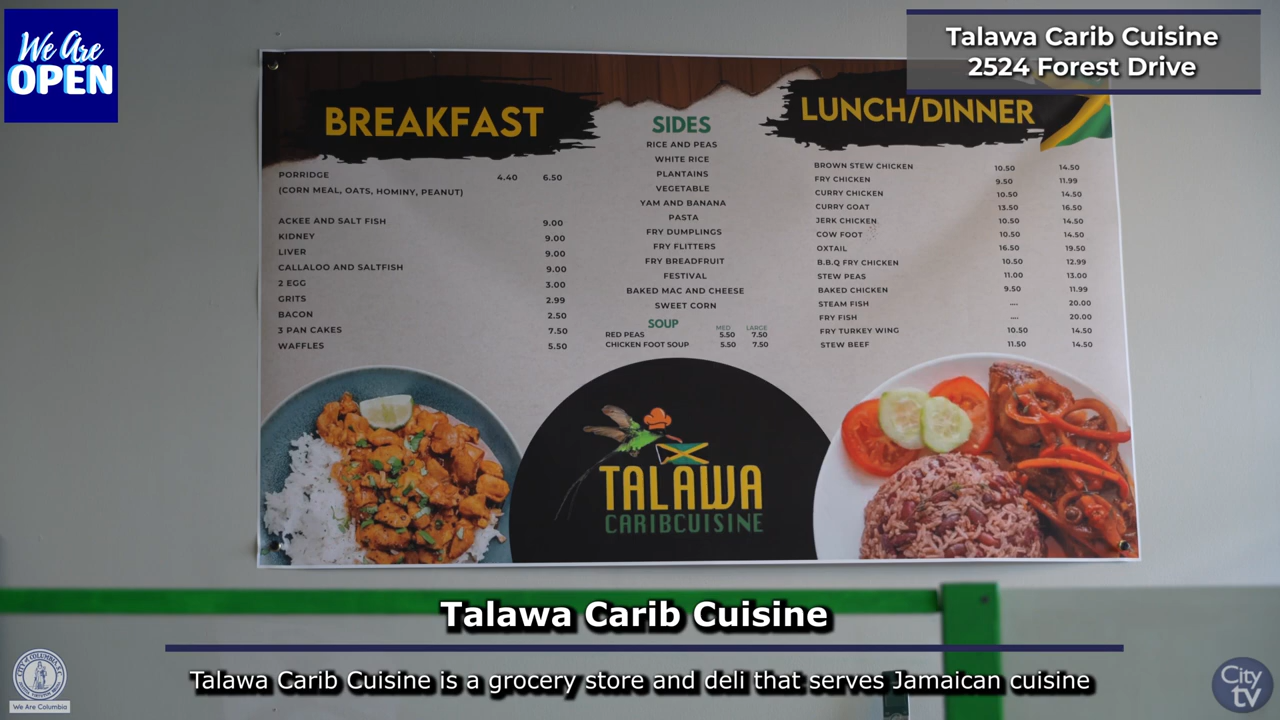 We Are
OPEN
Talawa Carib Cuisine
2524 Forest Drive
BREAKFAST
PORRIDGE 4.40 6.50
(CORN MEAL, OATS, HOMINY, PEANUT)
ACKEE AND SALT FISH 9.00
KIDNEY 9.00
LIVER 9.00
CALLALOO AND SALTFISH 9.00
2 EGG 3.00
GRITS 2.99
BACON 2.50
3 PAN CAKES 7.50
WAFFLES 5.50
SIDES
RICE AND PEAS
WHITE RICE
PLANTAINS
VEGETABLE
YAM AND BANANA
PASTA
FRY DUMPLINGS
FRY FLITTERS
FRY BREADFRUIT
FESTIVAL
BAKED MAC AND CHEESE
SWEET CORN
SOUP MED LARGE
RED PEAS 5.50 7.50
CHICKEN FOOT SOUP 5.50 7.50
LUNCH/DINNER
BROWN STEW CHICKEN 10.50 14.50
FRY CHICKEN 9.50 11.99
CURRY CHICKEN 10.50 14.50
CURRY GOAT 13.50 16.50
JERK CHICKEN 10.50 14.50
COW FOOT 10.50 14.50
OXTAIL 16.50 19.50
B.B.Q FRY CHICKEN 10.50 12.99
STEW PEAS 11.00 13.00
BAKED CHICKEN 9.50 11.99
STEAM FISH .... 20.00
FRY FISH .... 20.00
FRY TURKEY WING 10.50 14.50
STEW BEEF 11.50 14.50
TALAWA
CARIBCUISINE
Talawa Carib Cuisine
Talawa Carib Cuisine is a grocery store and deli that serves Jamaican cuisine
We Are Columbia
City
tv